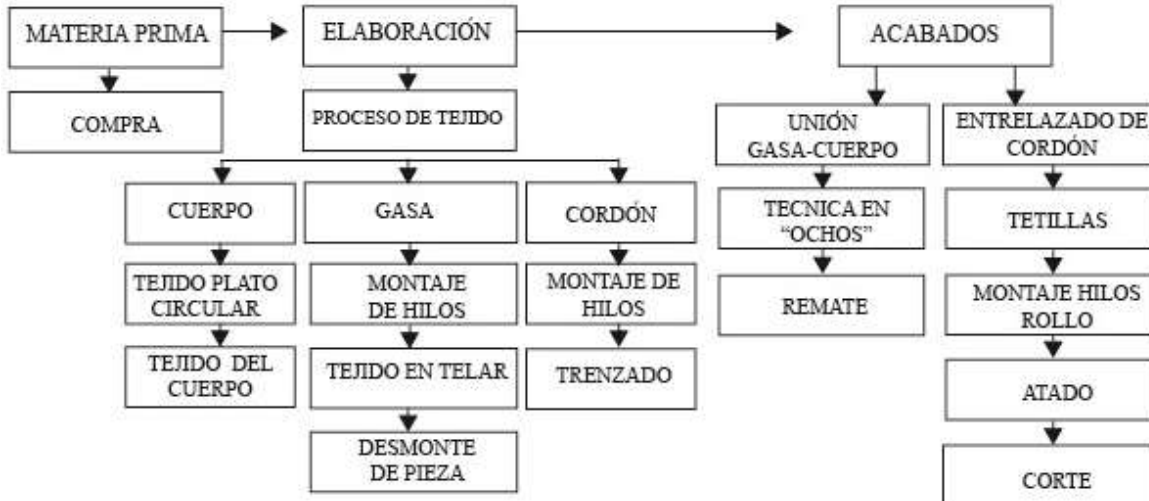 MATERIA PRIMA
ELABORACIÓN
ACABADOS
COMPRA
PROCESO DE TEJIDO
UNIÓN
GASA-CUERPO
ENTRELAZADO DE
CORDÓN
CUERPO
GASA
CORDÓN
TECNICA EN
“OCHOS”
TETILLAS
TEJIDO PLATO
CIRCULAR
MONTAJE
DE HILOS
MONTAJE DE
HILOS
REMATE
MONTAJE HILOS
ROLLO
TEJIDO DEL
CUERPO
TEJIDO EN TELAR
TRENZADO
ATADO
DESMONTE
DE PIEZA
CORTE